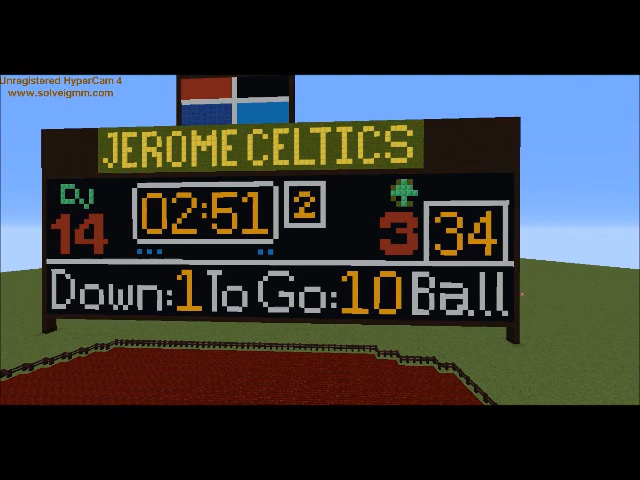 Unregistered HyperCam 4
www.solveigmm.com
JEROME CELTICS
Dy 02:51 2
14 3 34
Down:1 To Go:10 Ball